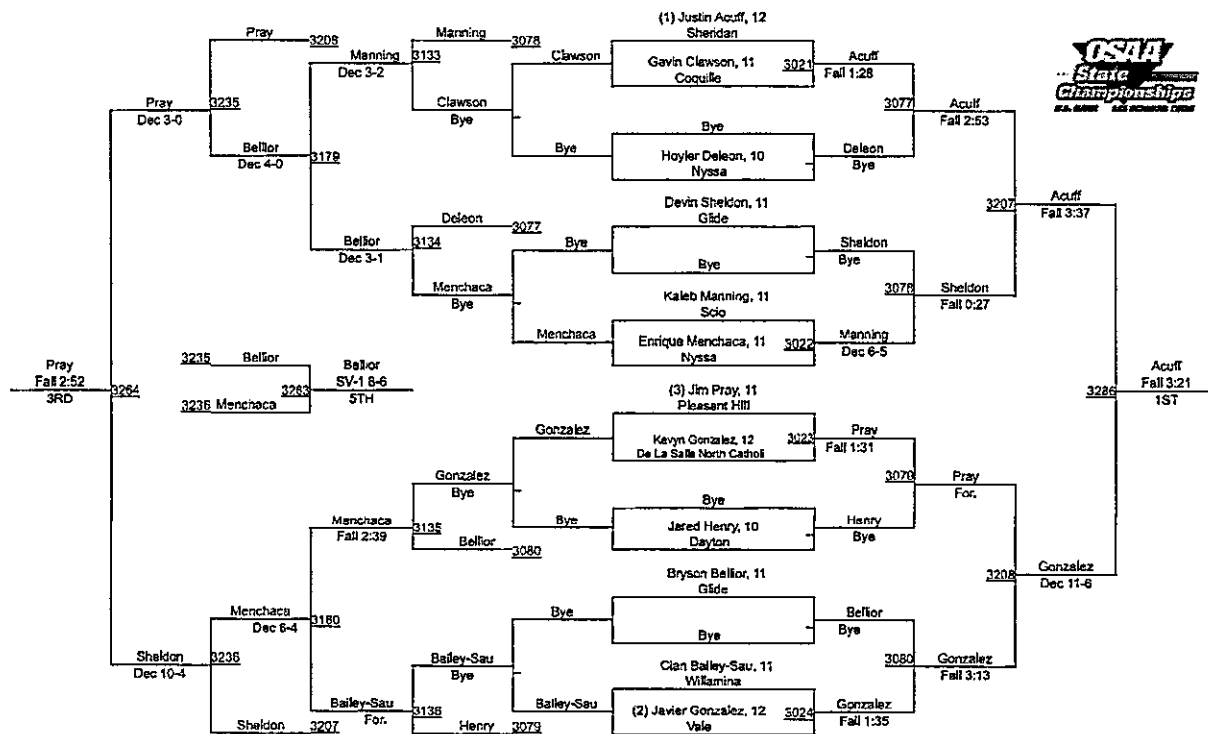 (1) Justin Acuff, 12
Sheridan
Gavin Clawson, 11
Coquille
3021
Acuff
Fall 1:28
Bye
Hoyler Deleon, 10
Nyssa
Deleon
Bye
3077
Acuff
Fall 2:53
Devin Sheldon, 11
Glide
Bye
Sheldon
Bye
Kaleb Manning, 11
Scio
Enrique Menchaca, 11
Nyssa
3022
Manning
Dec 6-5
3078
Sheldon
Fall 0:27
3207
Acuff
Fall 3:37
(3) Jim Pray, 11
Pleasant Hill
Kevyn Gonzalez, 12
De La Salle North Catholi
3023
Pray
Fall 1:31
Bye
Jared Henry, 10
Dayton
Henry
Bye
3079
Pray
For.
Bryson Bellior, 11
Glide
Bye
Bellior
Bye
Cian Bailey-Sau, 11
Willamina
(2) Javier Gonzalez, 12
Vale
3024
Gonzalez
Fall 1:35
3080
Gonzalez
Fall 3:13
3208
Gonzalez
Dec 11-6
3286
Acuff
Fall 3:21
1ST
Clawson
Bye
Manning
3078
Clawson
Bye
3133
Manning
Dec 3-2
Bye
Menchaca
Deleon
3077
Menchaca
Bye
3134
Bellior
Dec 3-1
3179
Bellior
Dec 4-0
Pray
3208
3235
Pray
Dec 3-0
3235
Bellior
3236
Menchaca
3263
Bellior
SV-1 8-6
5TH
Gonzalez
Bye
Gonzalez
Bye
3135
Bellior
3080
Menchaca
Fall 2:39
Bye
Bailey-Sau
Bailey-Sau
Bye
3136
Henry
3079
Bailey-Sau
For.
3180
Menchaca
Dec 6-4
3236
Sheldon
3207
Sheldon
Dec 10-4
3264
Pray
Fall 2:52
3RD
OSAA
State
Championships